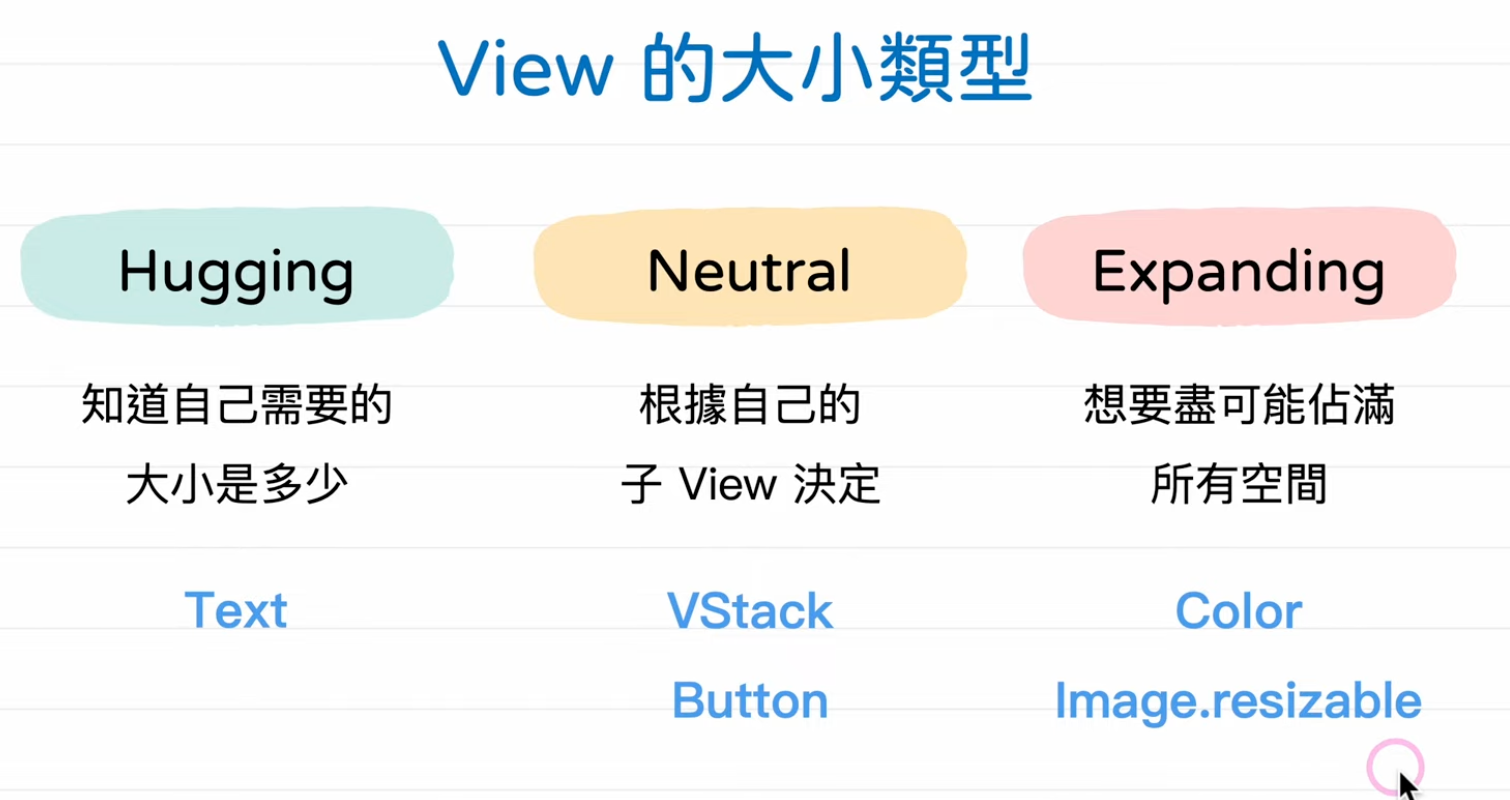 View 的大小類型
Hugging
知道自己需要的
大小是多少
Text
Neutral
根據自己的
子 View 決定
VStack
Button
Expanding
想要盡可能佔滿
所有空間
Color
Image.resizable